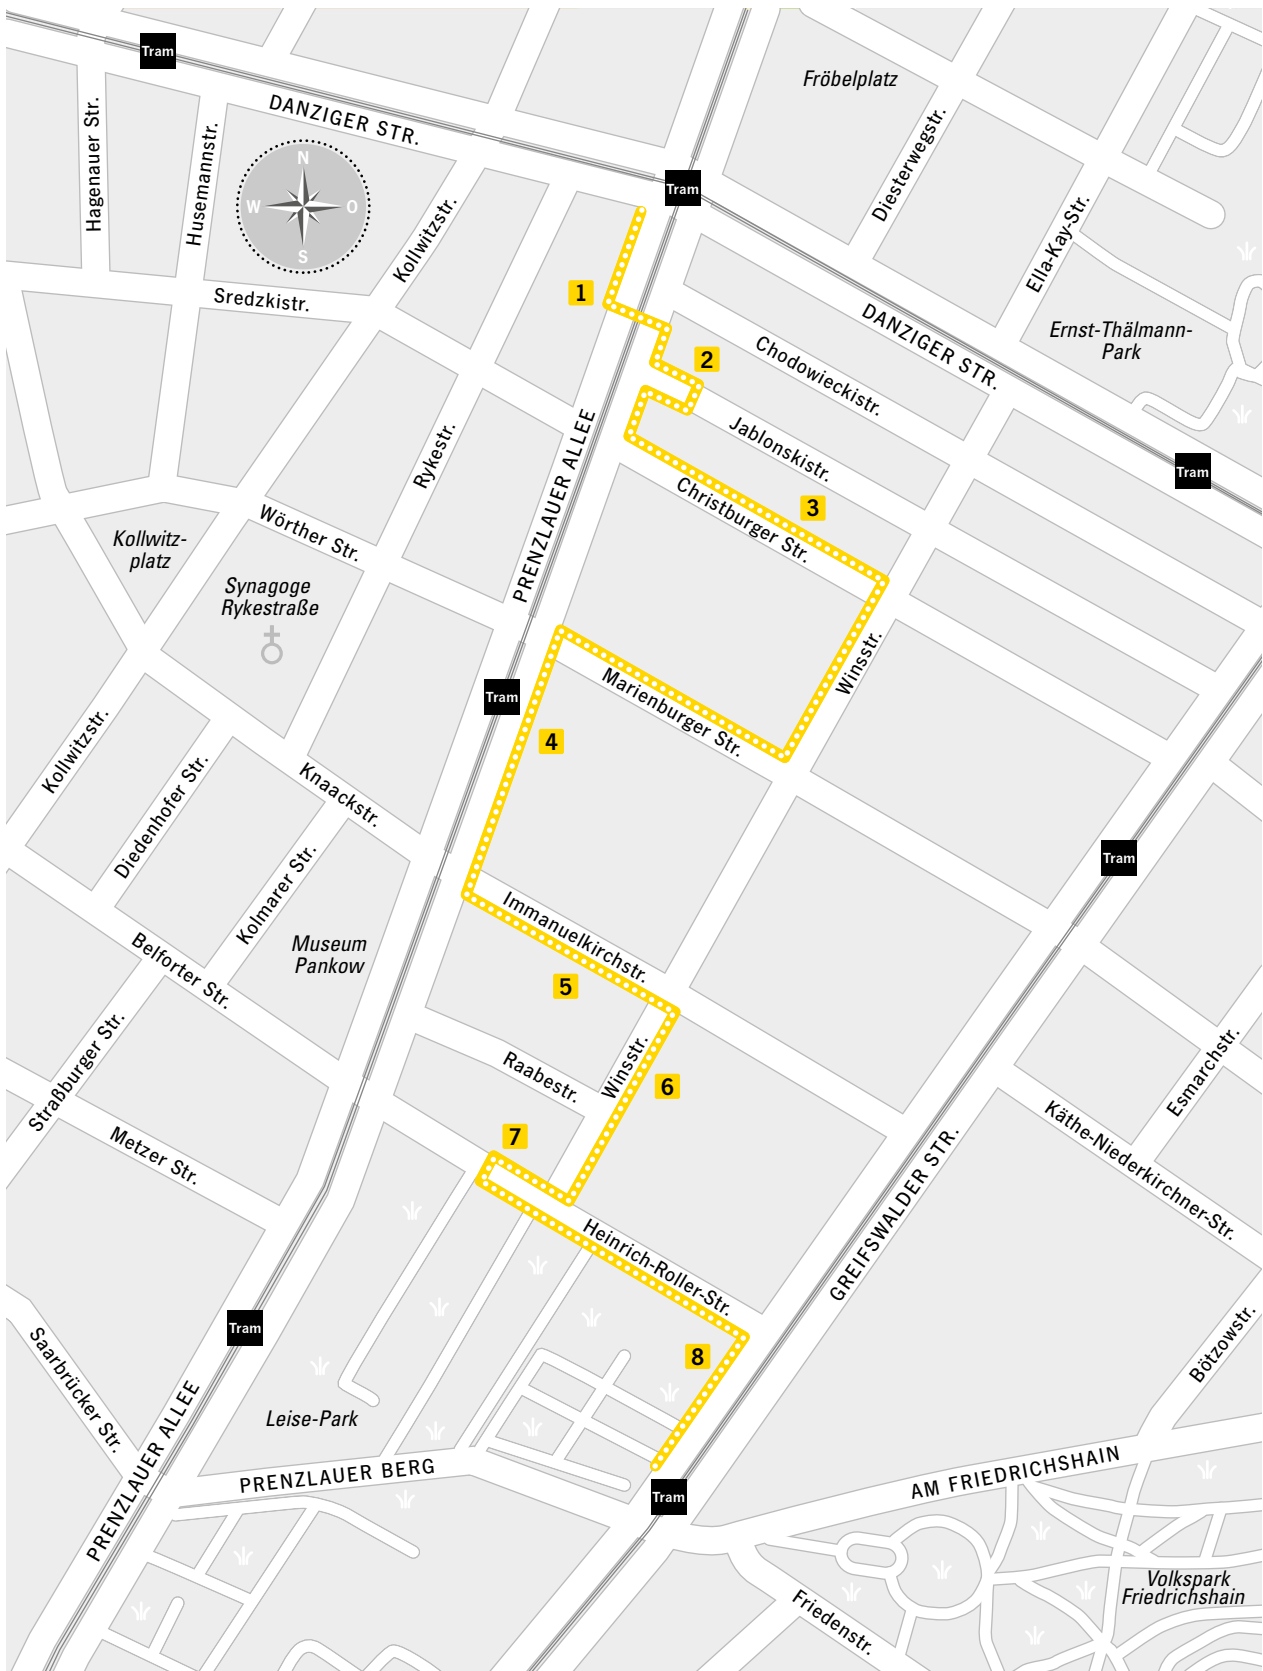 Tram
Fröbelplatz
DANZIGER STR.
Hagenauer Str.
Husemannstr.
N
W
O
S
Kollwitzstr.
Tram
Diesterwegstr.
Ella-Kay-Str.
Sredzkistr.
1
2
Chodowieckistr.
DANZIGER STR.
Ernst-Thälmann-
Park
Jablonskistr.
Rykestr.
PRENZLAUER ALLEE
Tram
Christburger Str.
3
Wörther Str.
Kollwitz-
platz
Synagoge
Rykestraße
Winsstr.
Tram
Marienburger Str.
4
Kollwitzstr.
Diedenhofer Str.
Knaackstr.
Kolmarer Str.
Tram
Immanuelkirchstr.
Museum
Pankow
Belforter Str.
5
Straßburger Str.
Raabestr.
Winsstr.
6
Esmarchstr.
Käthe-Niederkirchner-Str.
Metzer Str.
7
GREIFSWALDER STR.
Heinrich-Roller-Str.
Tram
8
Bötzowstr.
Saarbrücker Str.
Leise-Park
PRENZLAUER ALLEE
PRENZLAUER BERG
Tram
AM FRIEDRICHSHAIN
Volkspark
Friedrichshain
Friedenstr.